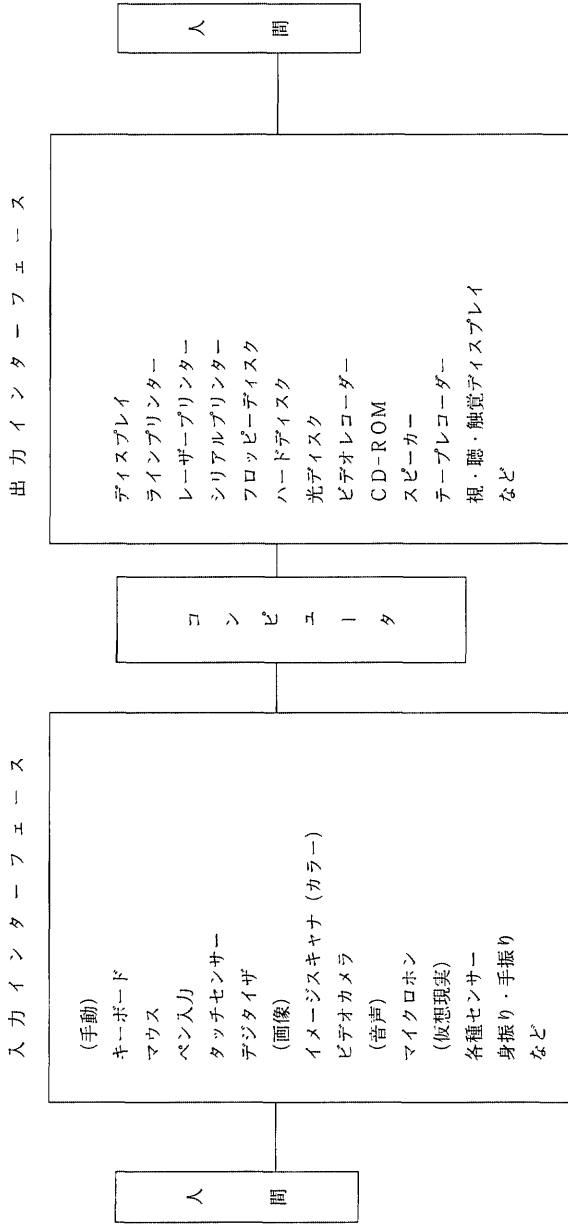 人間
入力インターフェース
(手動)
キーボード
マウス
ペン入力
タッチセンサー
デジタイザ
(画像)
イメージスキャナ (カラー)
ビデオカメラ
(音声)
マイクロホン
(仮想現実)
各種センサー
身振り・手振り
など
コンピュータ
出力インターフェース
ディスプレイ
ラインプリンター
レーザープリンター
シリアルプリンター
フロッピーディスク
ハードディスク
光ディスク
ビデオレコーダー
CD-ROM
スピーカー
テープレコーダー
視・聴・触覚ディスプレイ
など
人間